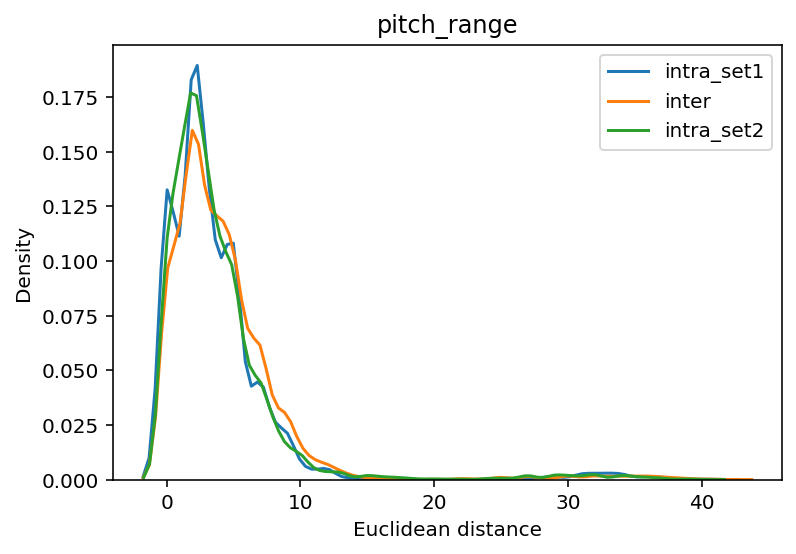 pitch_range
intra_set1
inter
intra_set2
Density
0.175
0.150
0.125
0.100
0.075
0.050
0.025
0.000
0 10 20 30 40
Euclidean distance